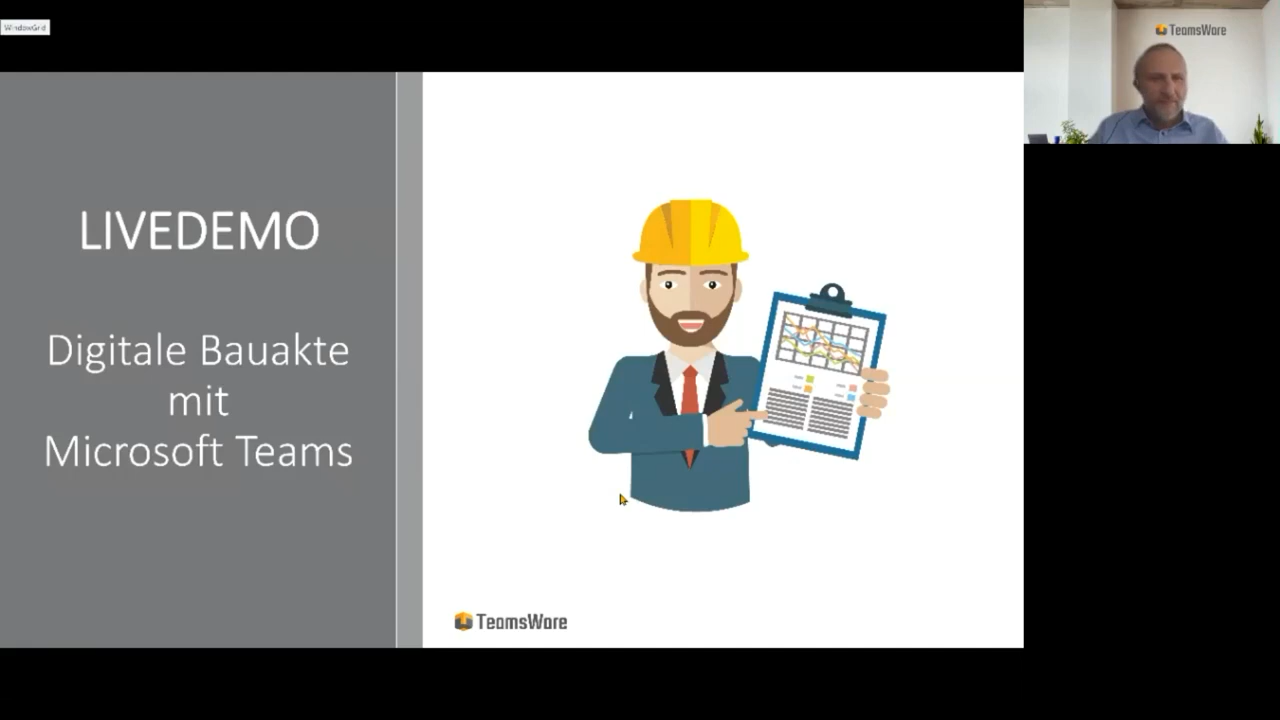 WindowGrid
TeamsWare
LIVEDEMO
Digitale Bauakte
mit
Microsoft Teams
TeamsWare